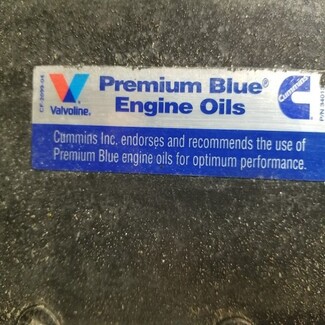 Premium Blue®
Engine Oils
Valvoline
Cummins
Cummins Inc. endorses and recommends the use of
Premium Blue engine oils for optimum performance.